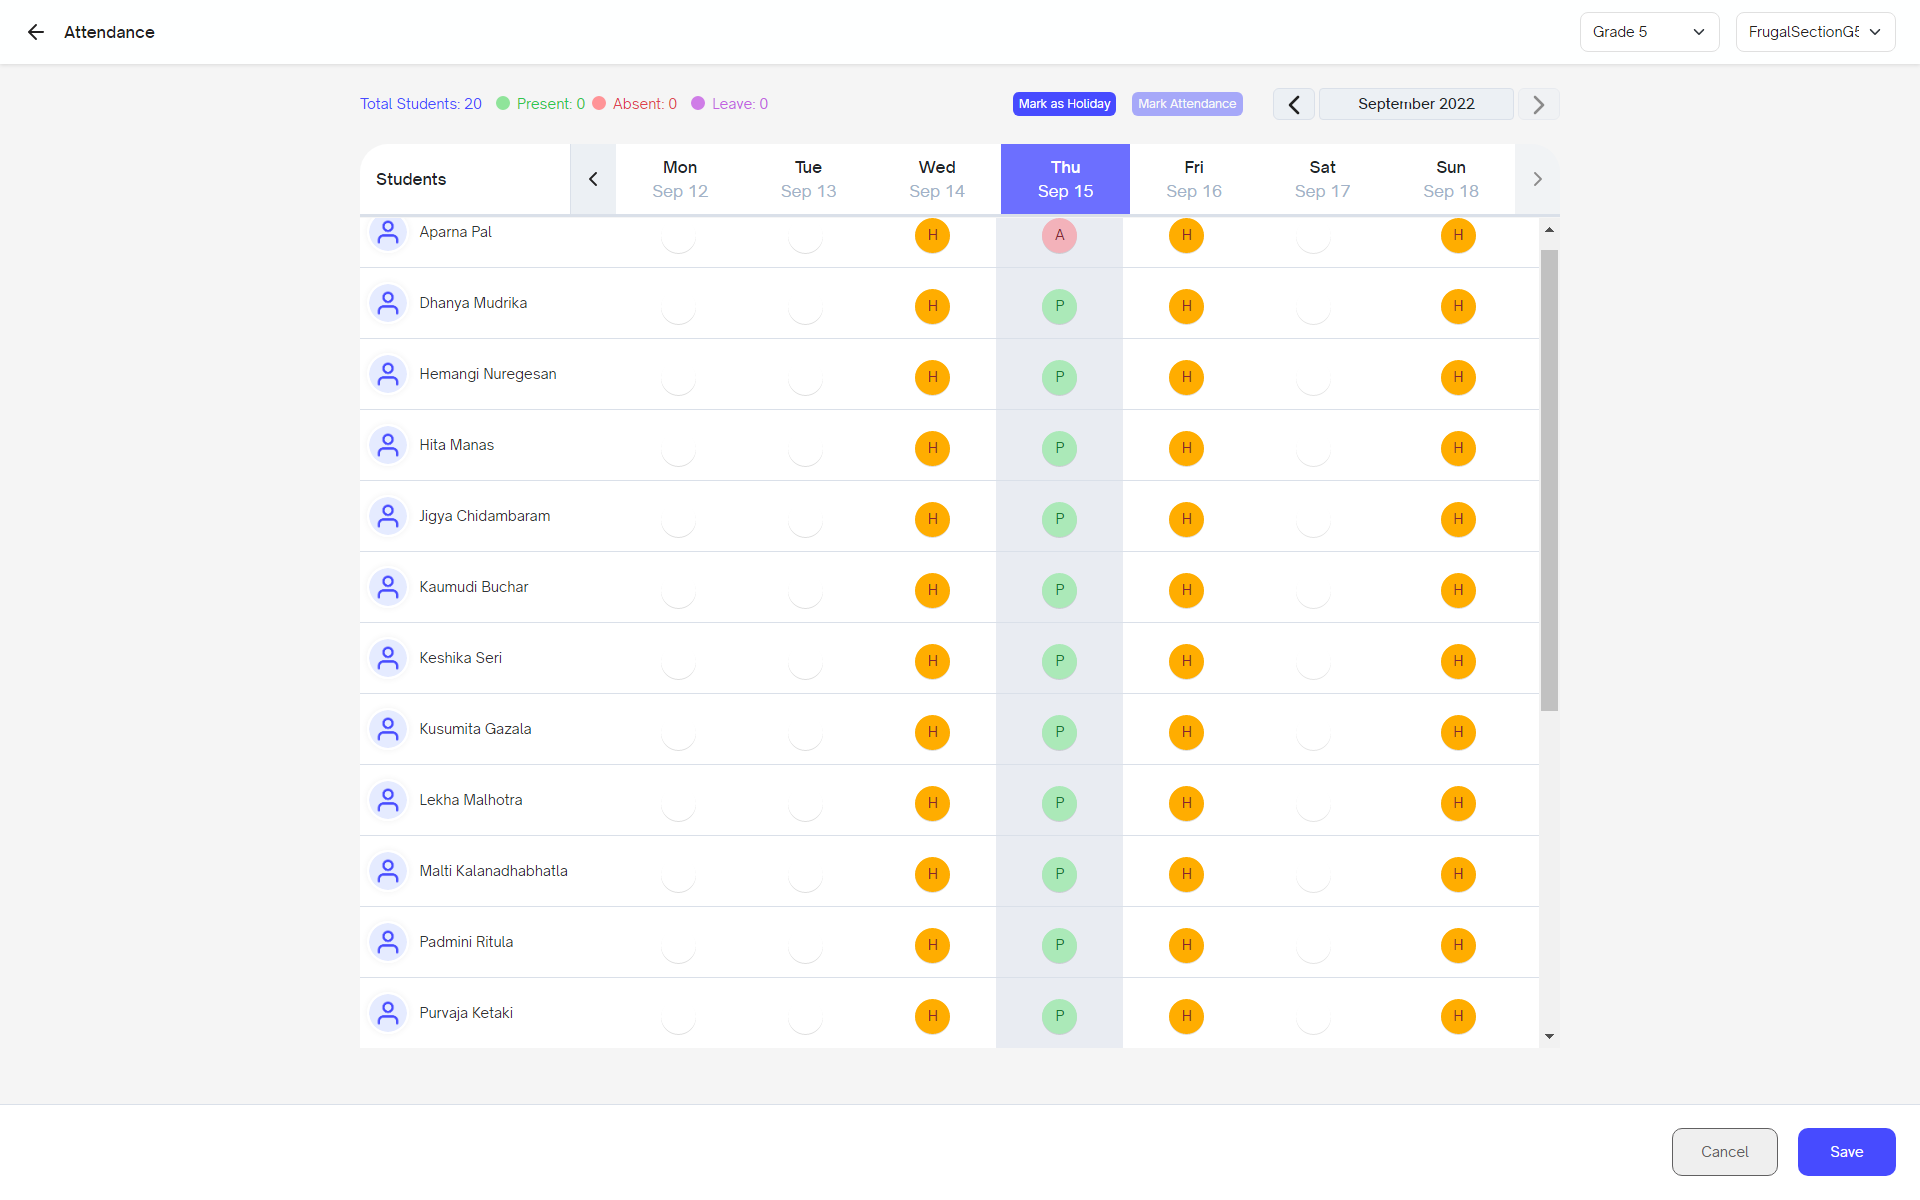 Attendance
Grade 5
FrugalSectionG5
Total Students: 20 Present: 0 Absent: 0 Leave: 0
Mark as Holiday
Mark Attendance
September 2022
Students
Mon
Sep 12
Tue
Sep 13
Wed
Sep 14
Thu
Sep 15
Fri
Sep 16
Sat
Sep 17
Sun
Sep 18
Aparna Pal H A H H
Dhanya Mudrika H P H H
Hemangi Nuregesan H P H H
Hita Manas H P H H
Jigya Chidambaram H P H H
Kaumudi Buchar H P H H
Keshika Seri H P H H
Kusumita Gazala H P H H
Lekha Malhotra H P H H
Malti Kalanadhabhatla H P H H
Padmini Ritula H P H H
Purvaja Ketaki H P H H
Cancel
Save